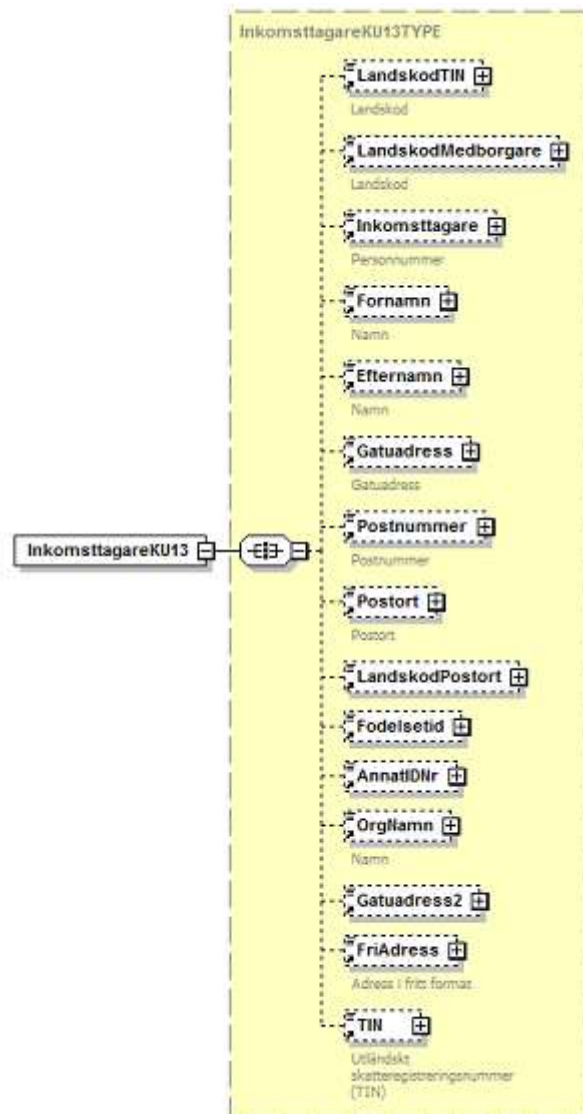 InkomsttagareKU13TYPE
LandskodTIN
Landskod
LandskodMedborgare
Landskod
Inkomsttagare
Personnummer
Fornamn
Namn
Efternamn
Namn
Gatuadress
Gatuadress
InkomsttagareKU13
Postnummer
Postnummer
Postort
Postort
LandskodPostort
Fodelsetid
AnnatIDNr
OrgNamn
Namn
Gatuadress2
FriAdress
Adress i fritt format
TIN
Utländskt
skatteregistreringsnummer
(TIN)